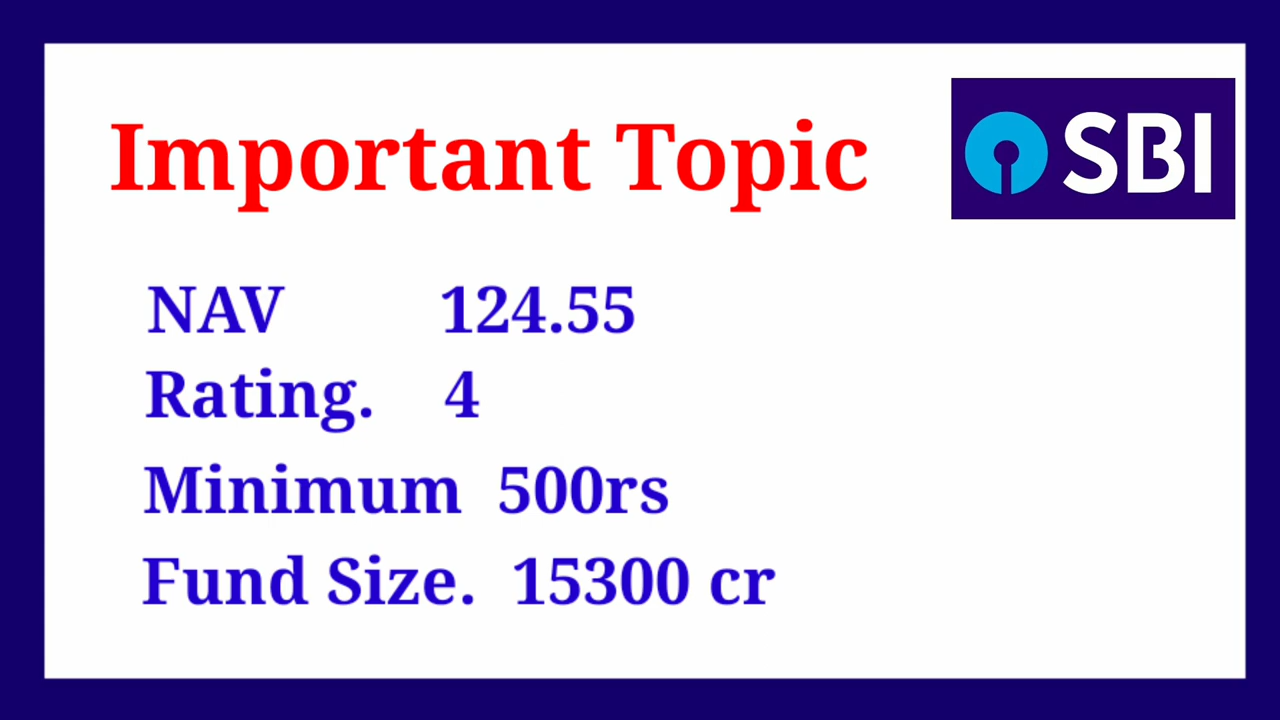 Important Topic
SBI
NAV 124.55
Rating. 4
Minimum 500rs
Fund Size. 15300 cr